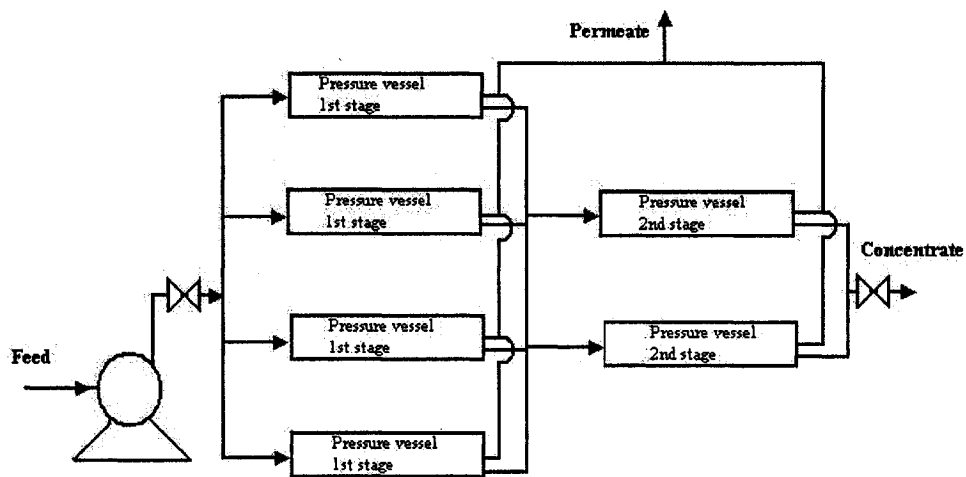 Permeate
Pressure vessel
1st stage
Pressure vessel
1st stage
Pressure vessel
2nd stage
Concentrate
Pressure vessel
1st stage
Pressure vessel
2nd stage
Feed
Pressure vessel
1st stage